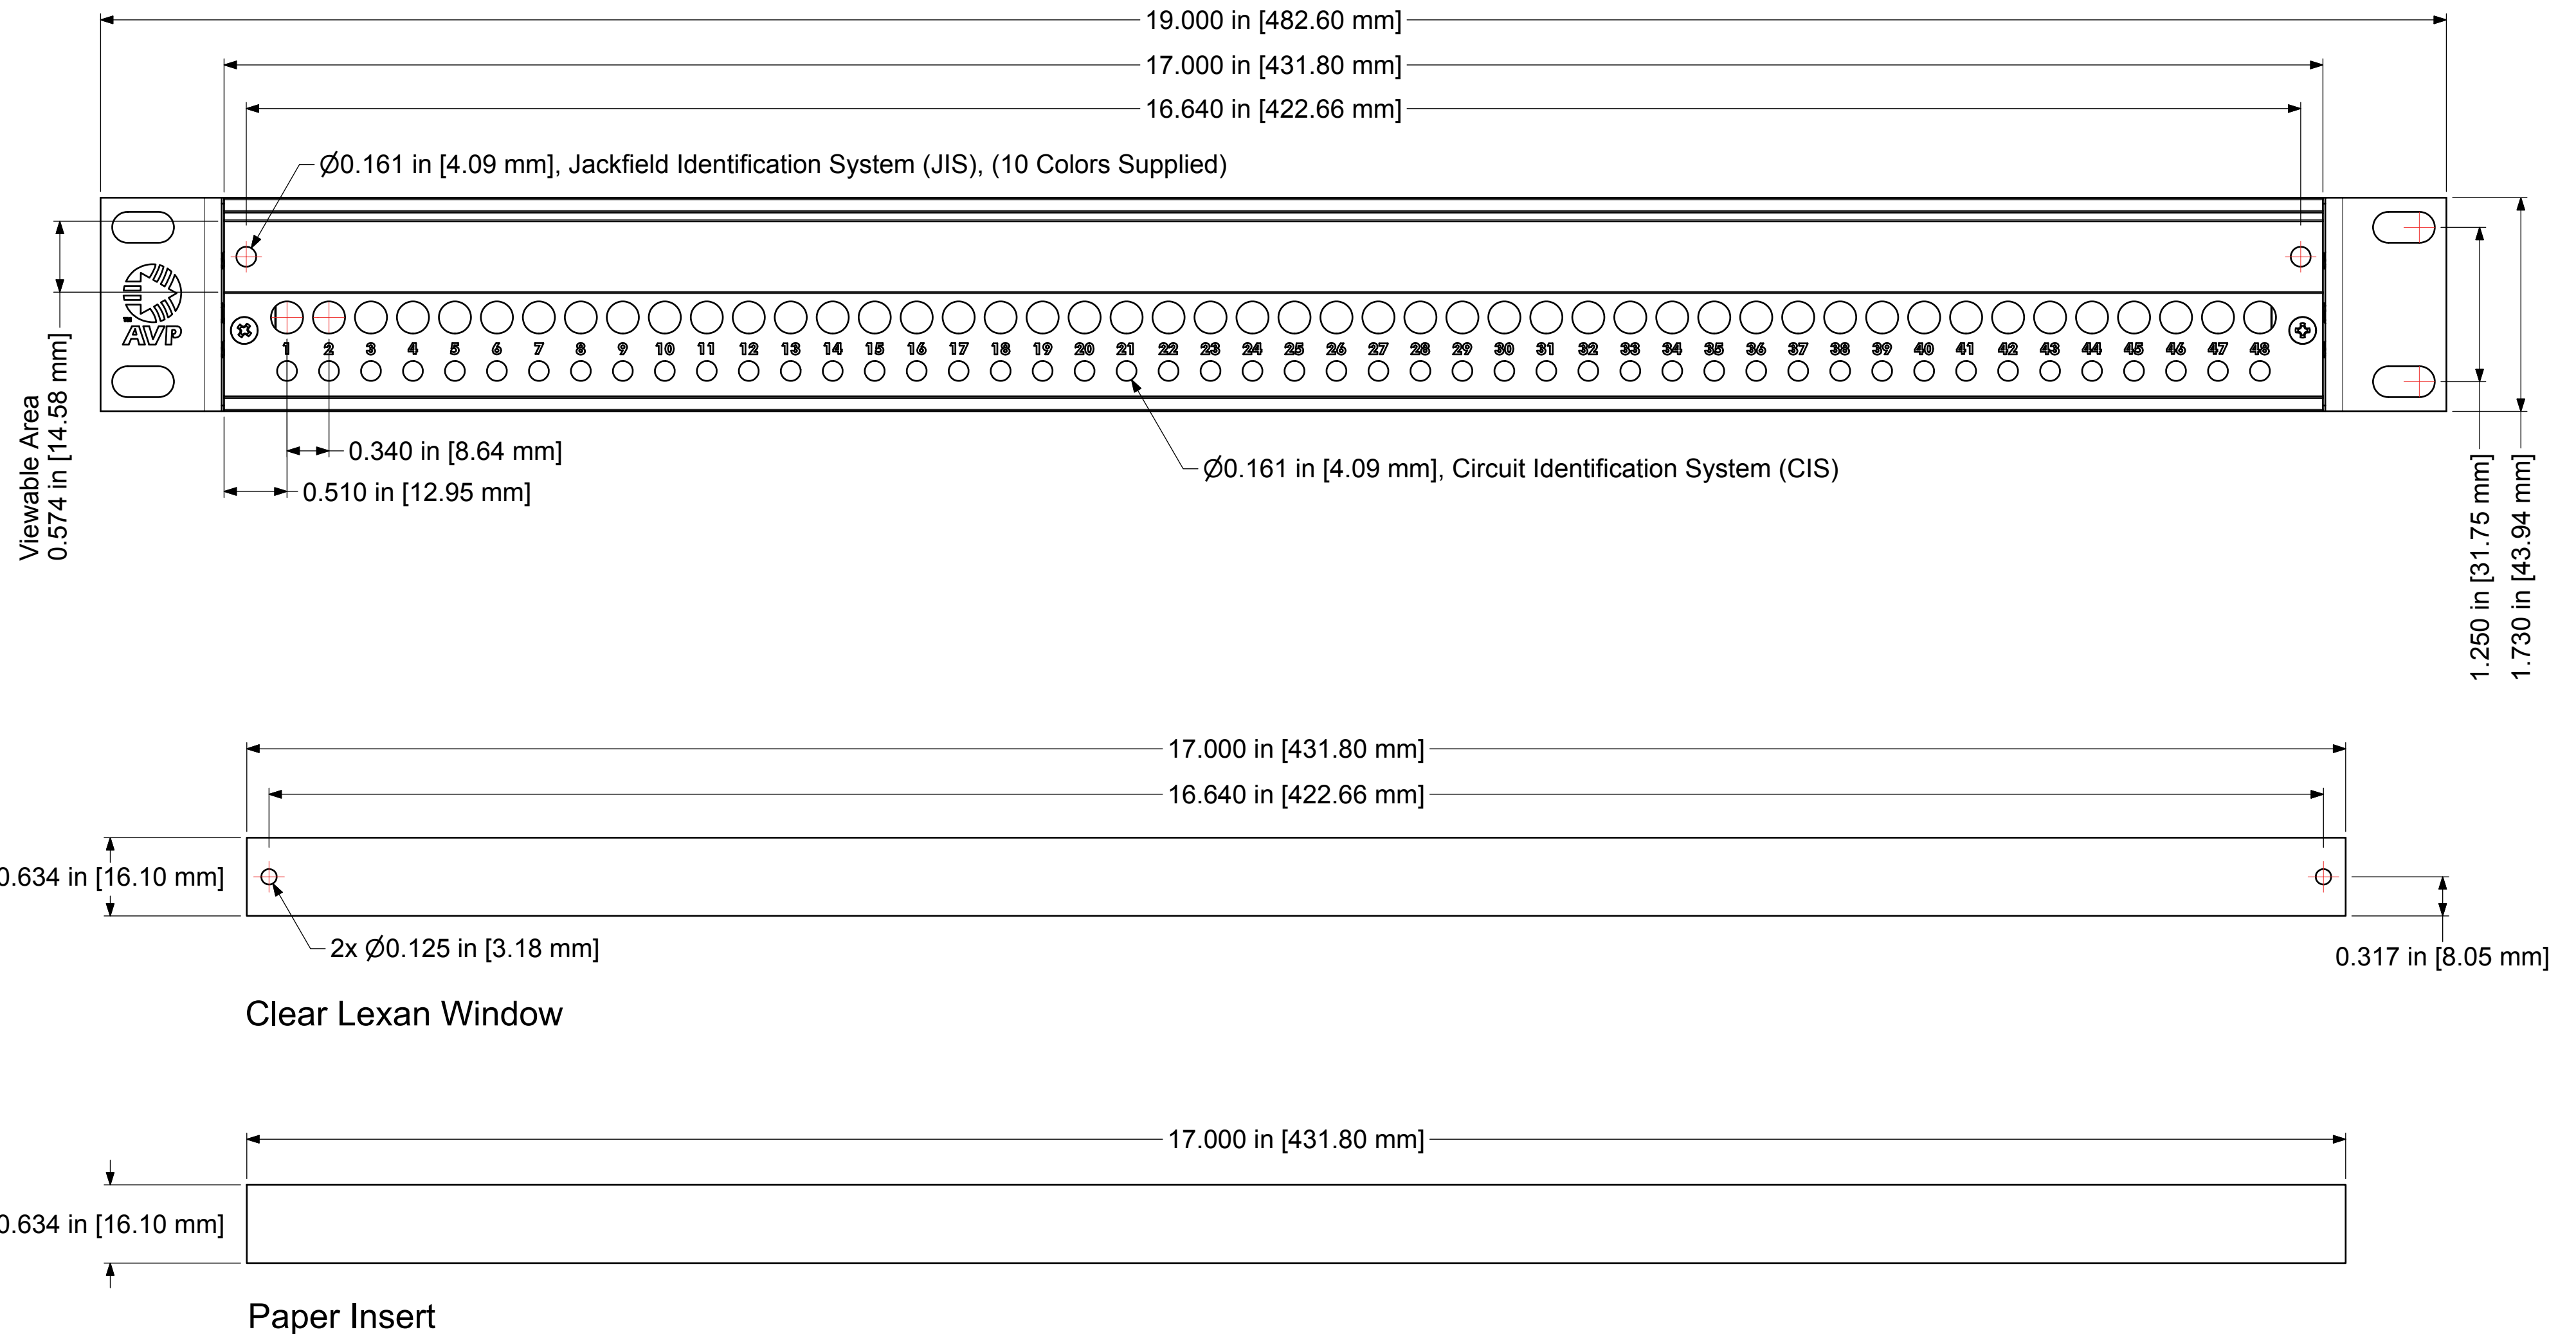 19.000 in [482.60 mm]
17.000 in [431.80 mm]
16.640 in [422.66 mm]
Ø0.161 in [4.09 mm], Jackfield Identification System (JIS), (10 Colors Supplied)
AVP
1 2 3 4 5 6 7 8 9 10 11 12 13 14 15 16 17 18 19 20 21 22 23 24 25 26 27 28 29 30 31 32 33 34 35 36 37 38 39 40 41 42 43 44 45 46 47 48
Viewable Area
0.574 in [14.58 mm]
0.340 in [8.64 mm]
0.510 in [12.95 mm]
Ø0.161 in [4.09 mm], Circuit Identification System (CIS)
1.250 in [31.75 mm]
1.730 in [43.94 mm]
17.000 in [431.80 mm]
16.640 in [422.66 mm]
0.634 in [16.10 mm]
2x Ø0.125 in [3.18 mm]
0.317 in [8.05 mm]
Clear Lexan Window
17.000 in [431.80 mm]
0.634 in [16.10 mm]
Paper Insert